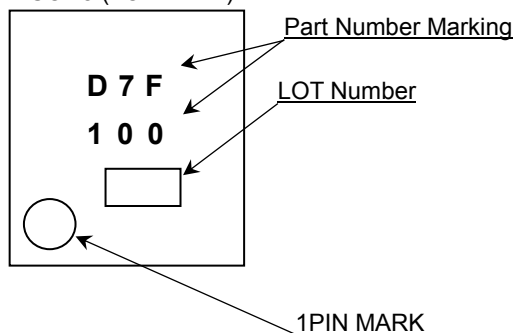 Part Number Marking
D 7 F
LOT Number
1 0 0
1PIN MARK